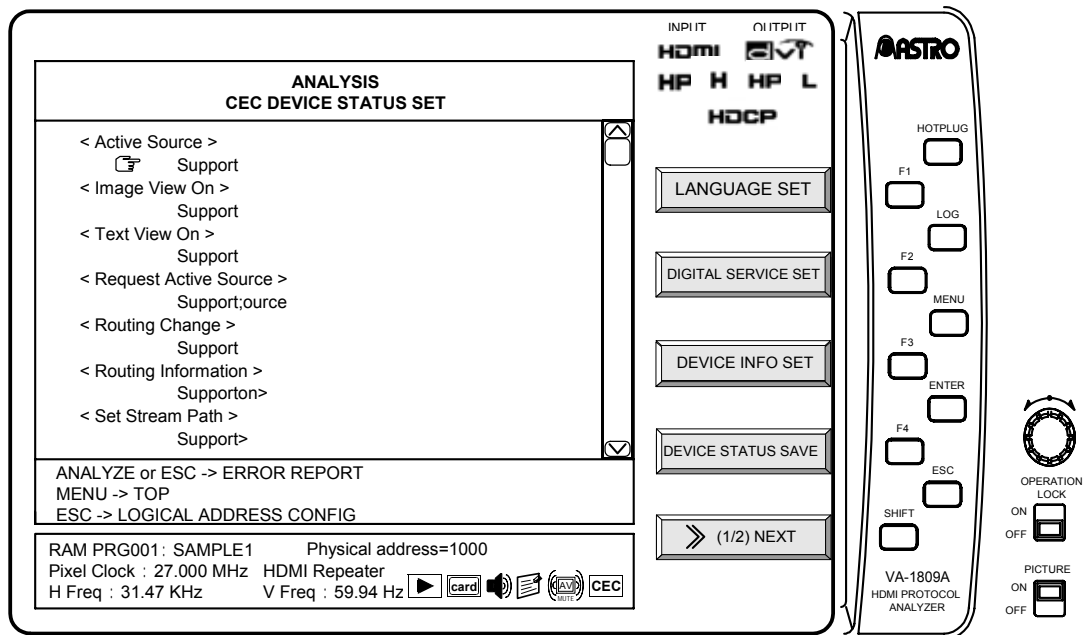 INPUT OUTPUT
HDMI DVI
HP H HP L
HDCP
ANALYSIS
CEC DEVICE STATUS SET
< Active Source >
Support
< Image View On >
Support
< Text View On >
Support
< Request Active Source >
Support;ource
< Routing Change >
Support
< Routing Information >
Supporton>
< Set Stream Path >
Support>
ANALYZE or ESC -> ERROR REPORT
MENU -> TOP
ESC -> LOGICAL ADDRESS CONFIG
RAM PRG001 : SAMPLE1 Physical address=1000
Pixel Clock : 27.000 MHz HDMI Repeater
H Freq : 31.47 KHz V Freq : 59.94 Hz card AV MUTE CEC
LANGUAGE SET
DIGITAL SERVICE SET
DEVICE INFO SET
DEVICE STATUS SAVE
(1/2) NEXT
ASTRO
HOTPLUG
F1
LOG
F2
MENU
F3
ENTER
F4
ESC
SHIFT
VA-1809A
HDMI PROTOCOL
ANALYZER
OPERATION
LOCK
ON
OFF
PICTURE
ON
OFF